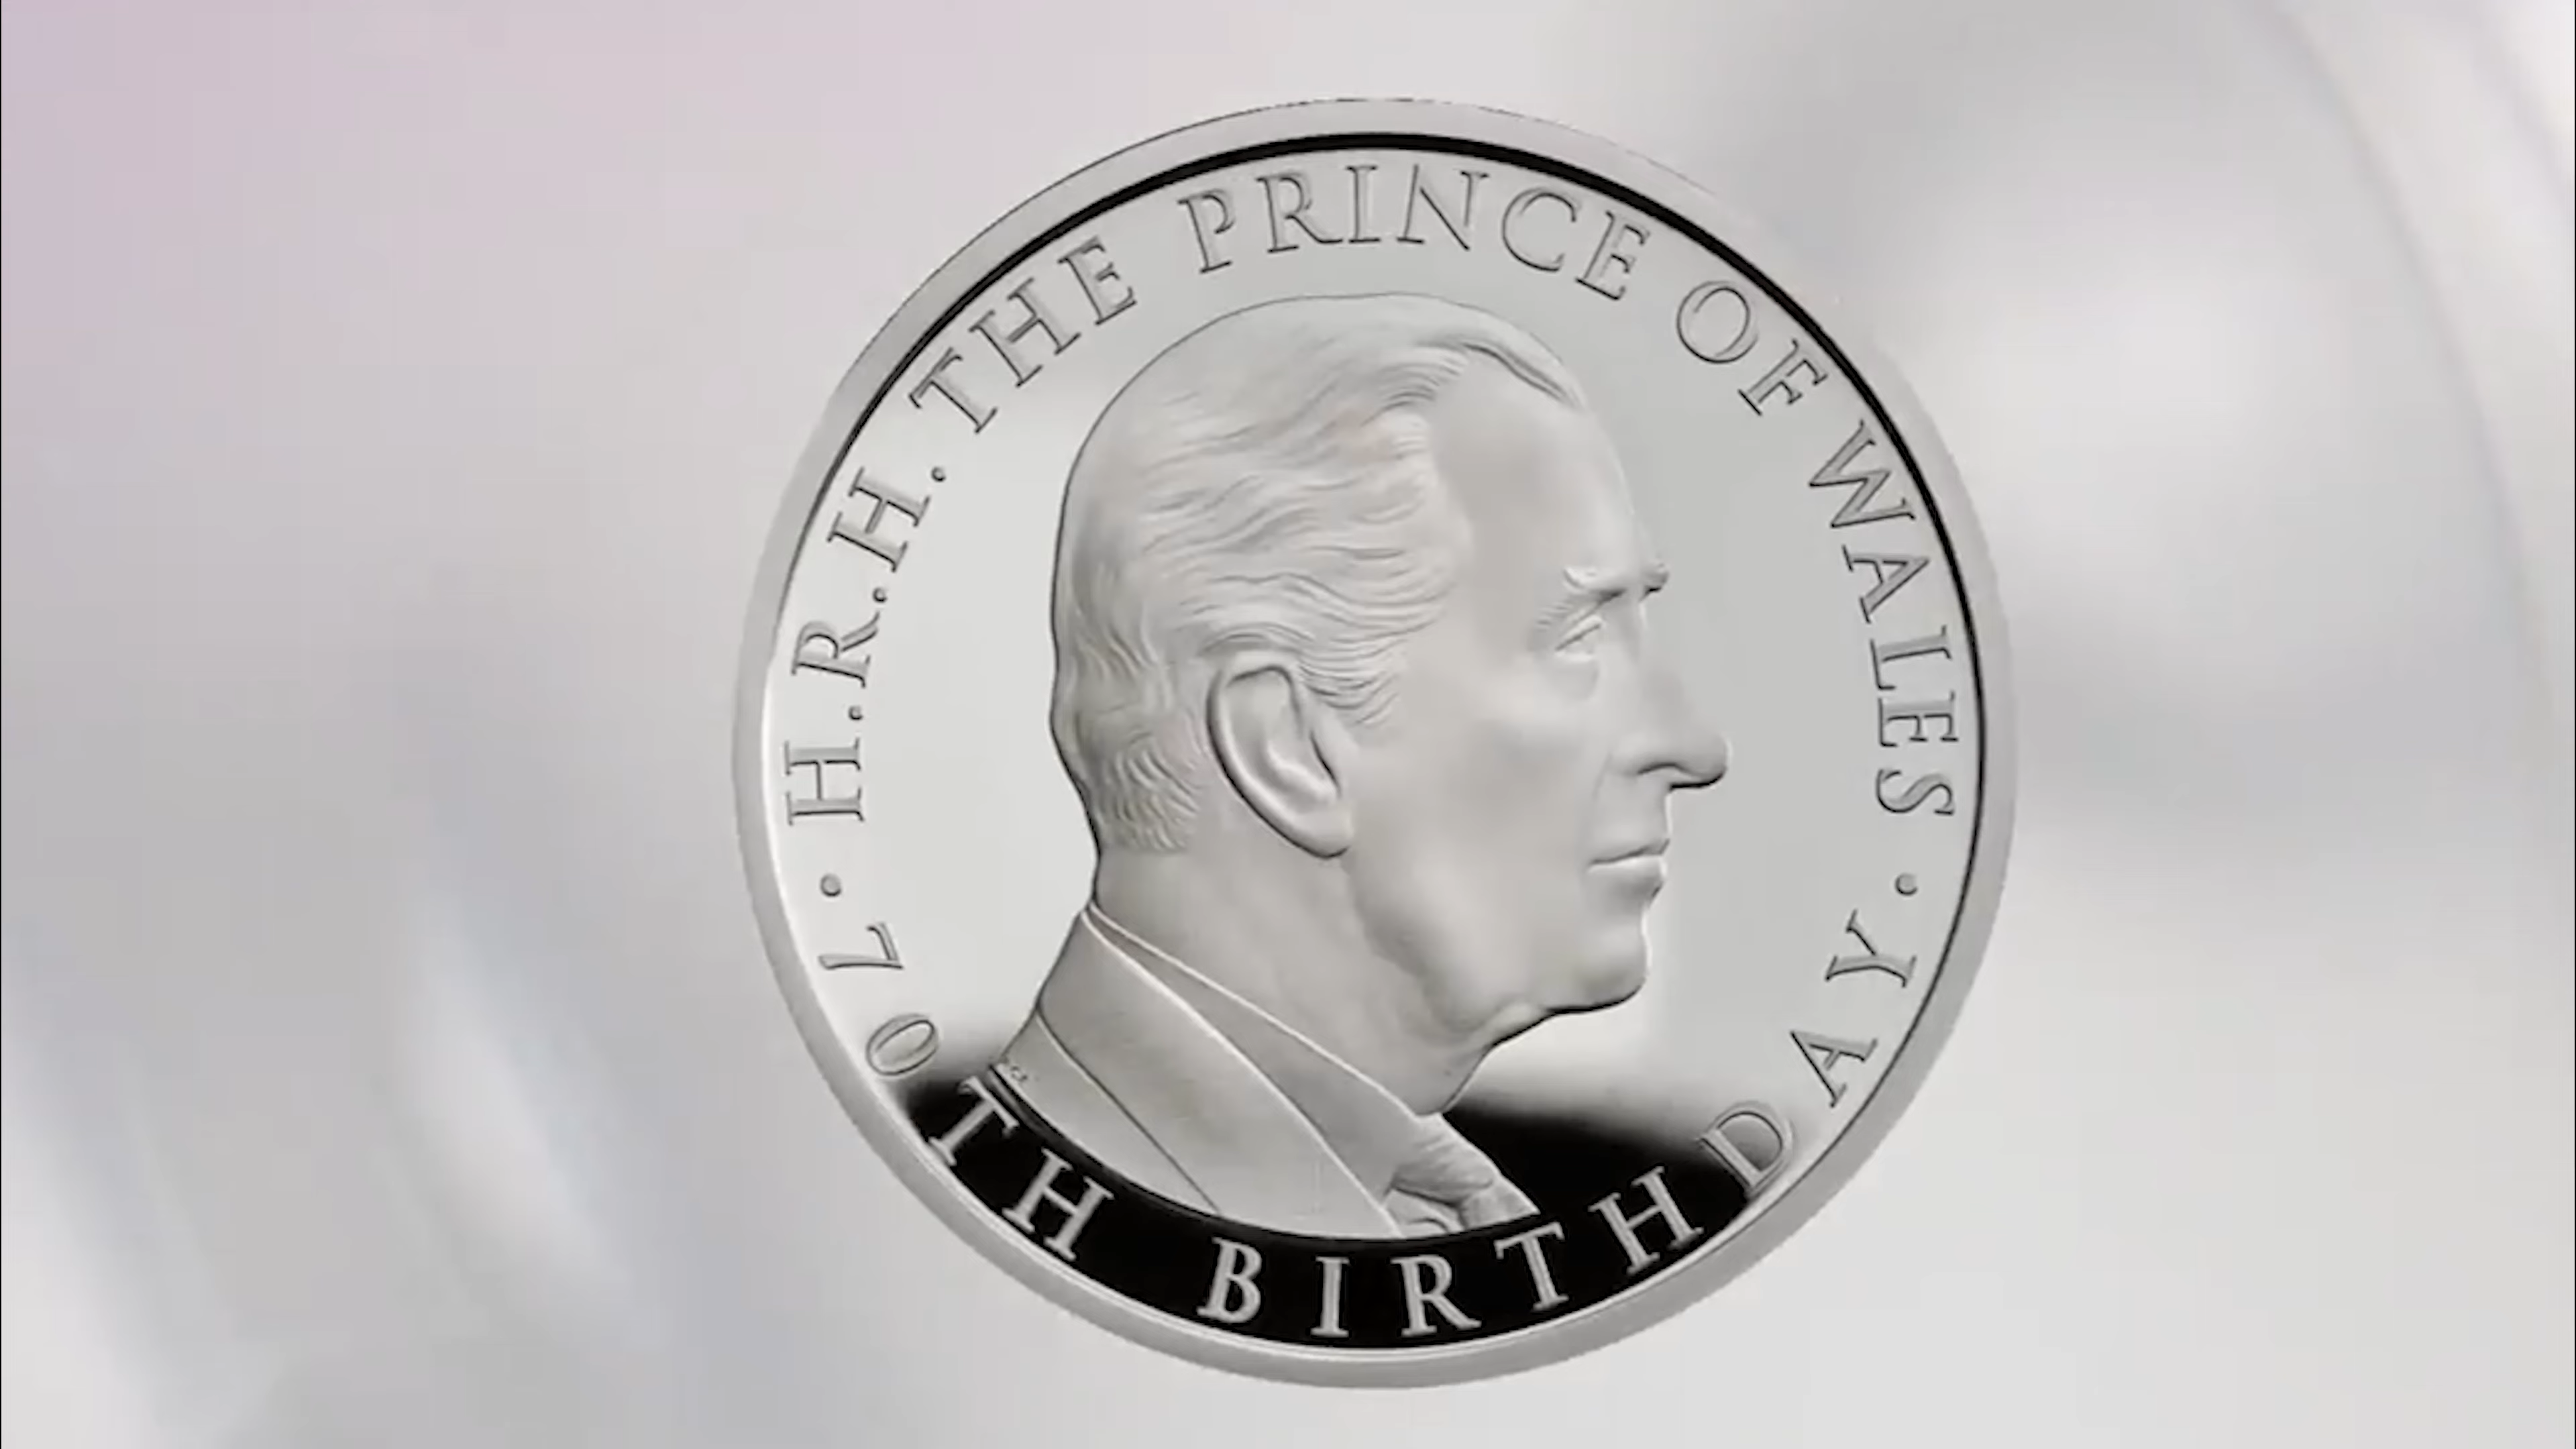 · H.R.H. THE PRINCE OF WALES ·
70TH BIRTHDAY